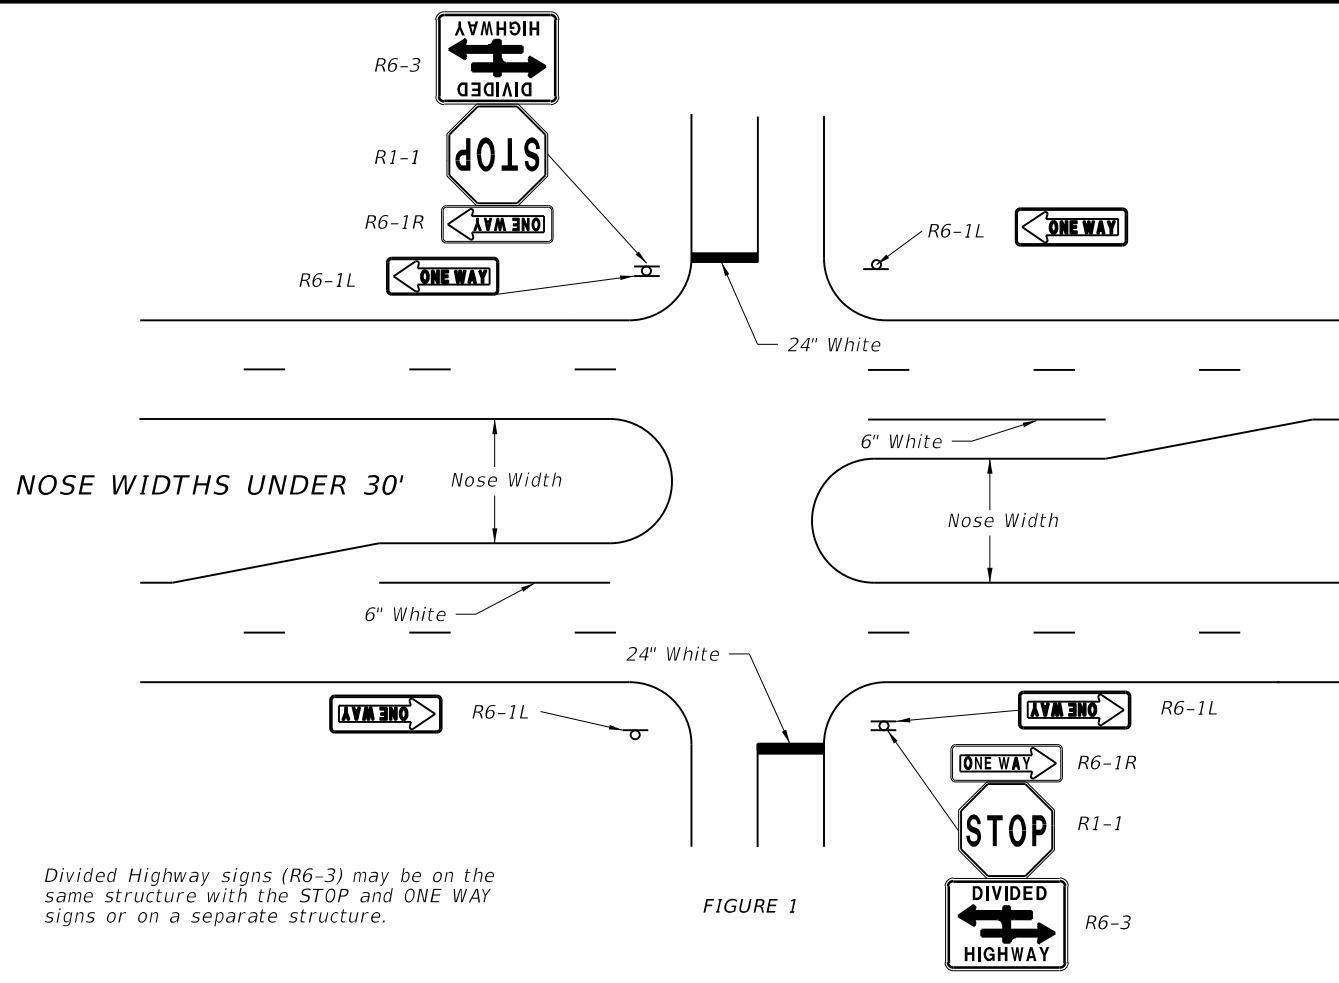 HIGHWAY
DIVIDED
R6-3
STOP
R1-1
ONE WAY
R6-1R
ONE WAY
R6-1L
R6-1L
ONE WAY
24" White
6" White
NOSE WIDTHS UNDER 30'
Nose Width
Nose Width
6" White
24" White
ONE WAY
R6-1L
ONE WAY
R6-1L
ONE WAY
R6-1R
STOP
R1-1
DIVIDED
HIGHWAY
R6-3
Divided Highway signs (R6-3) may be on the
same structure with the STOP and ONE WAY
signs or on a separate structure.
FIGURE 1